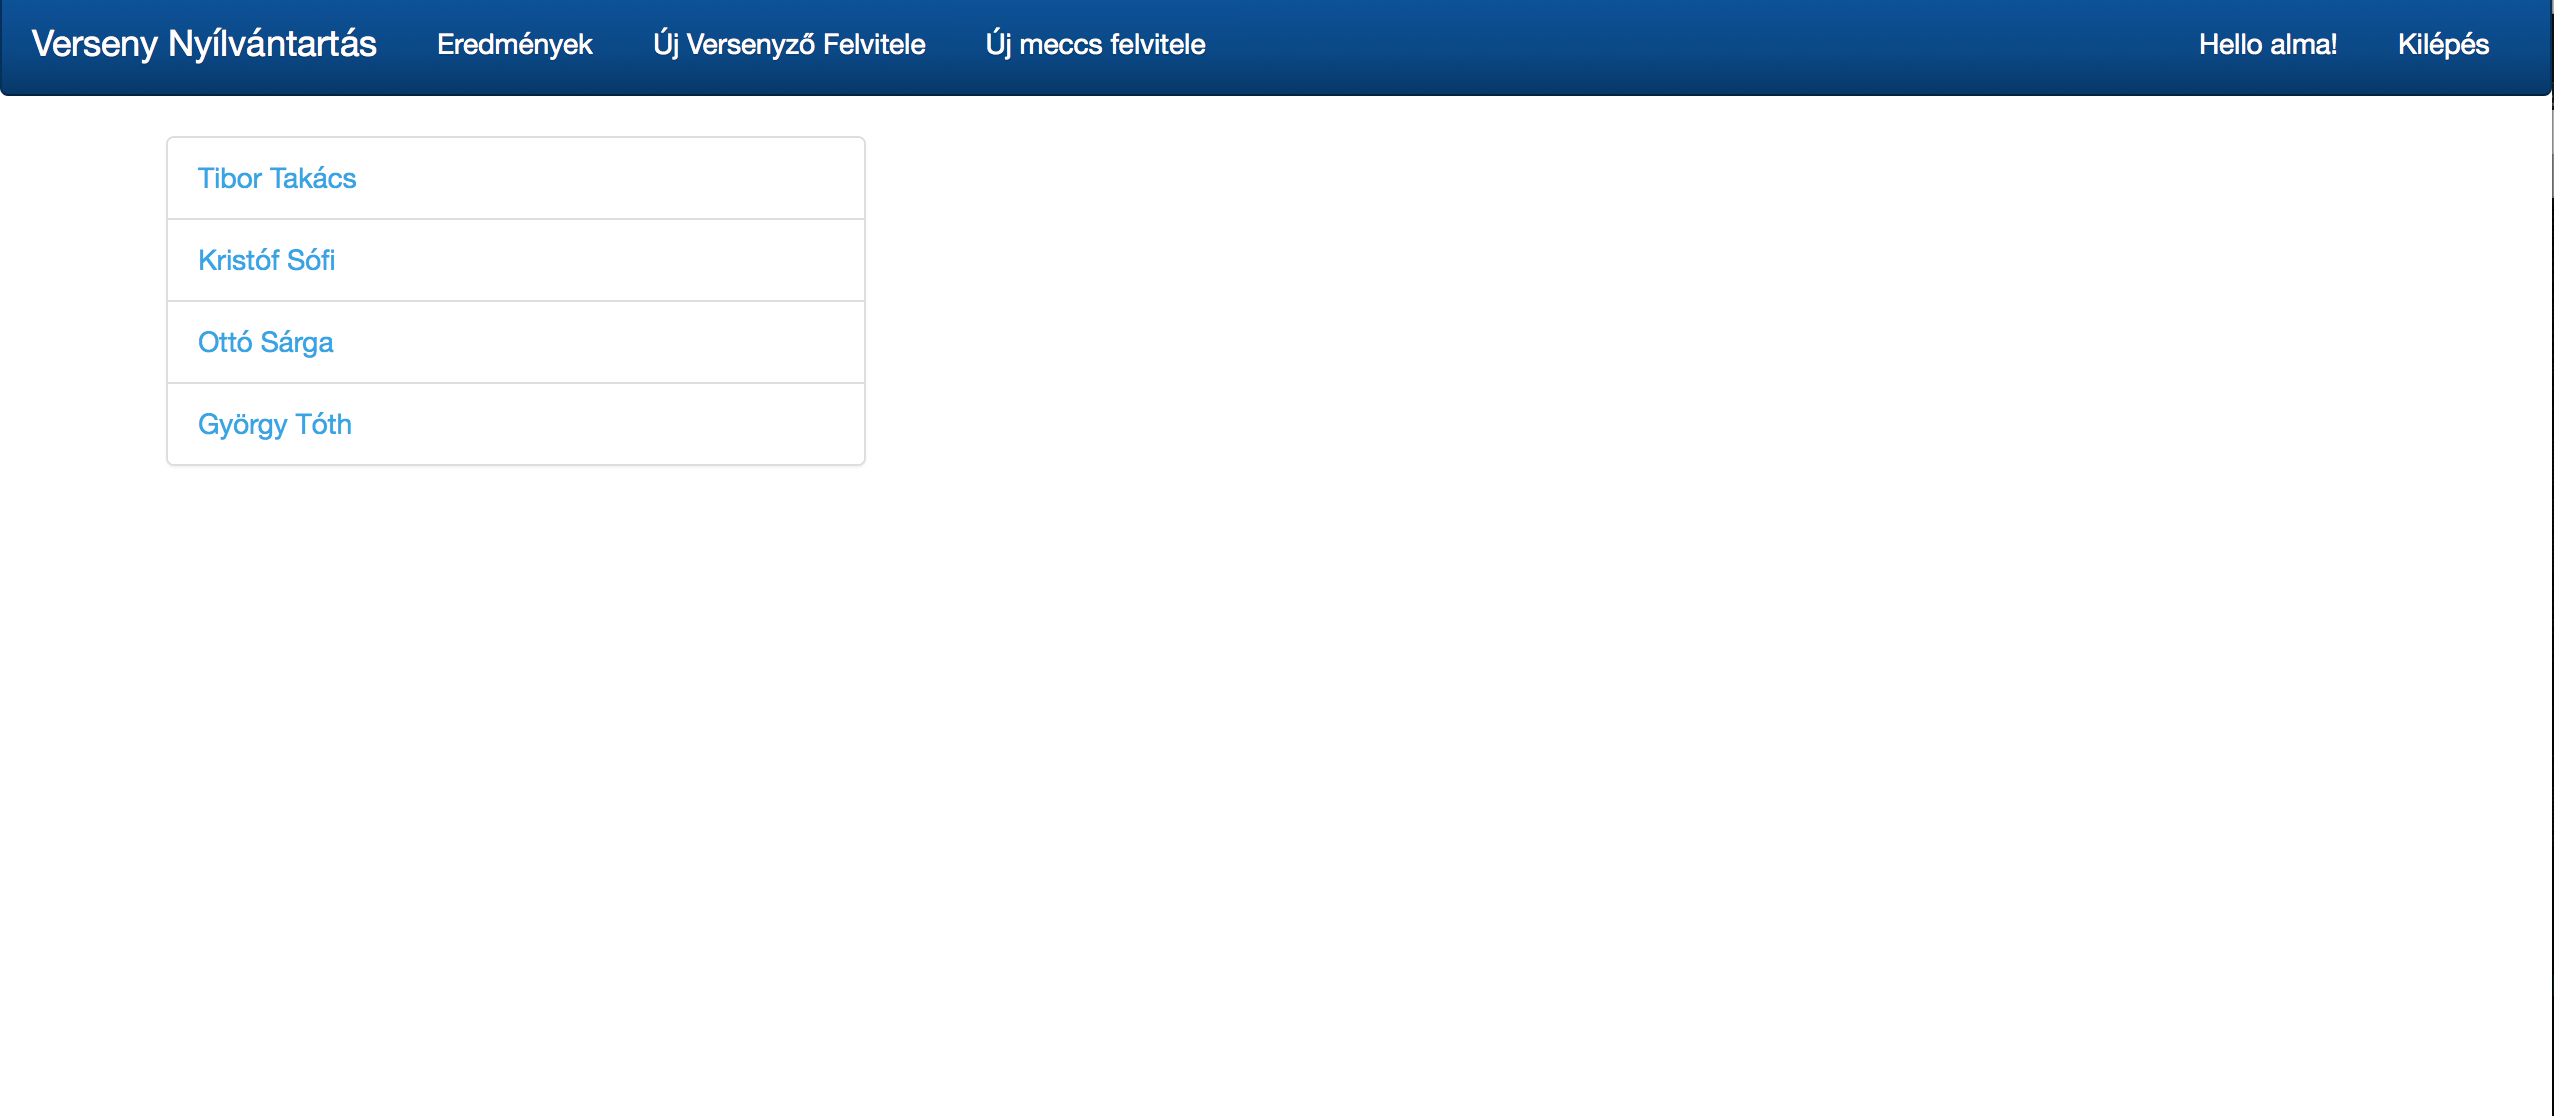 Verseny Nyílvántartás Eredmények Új Versenyző Felvitele Új meccs felvitele Hello alma! Kilépés
Tibor Takács
Kristóf Sófi
Ottó Sárga
György Tóth